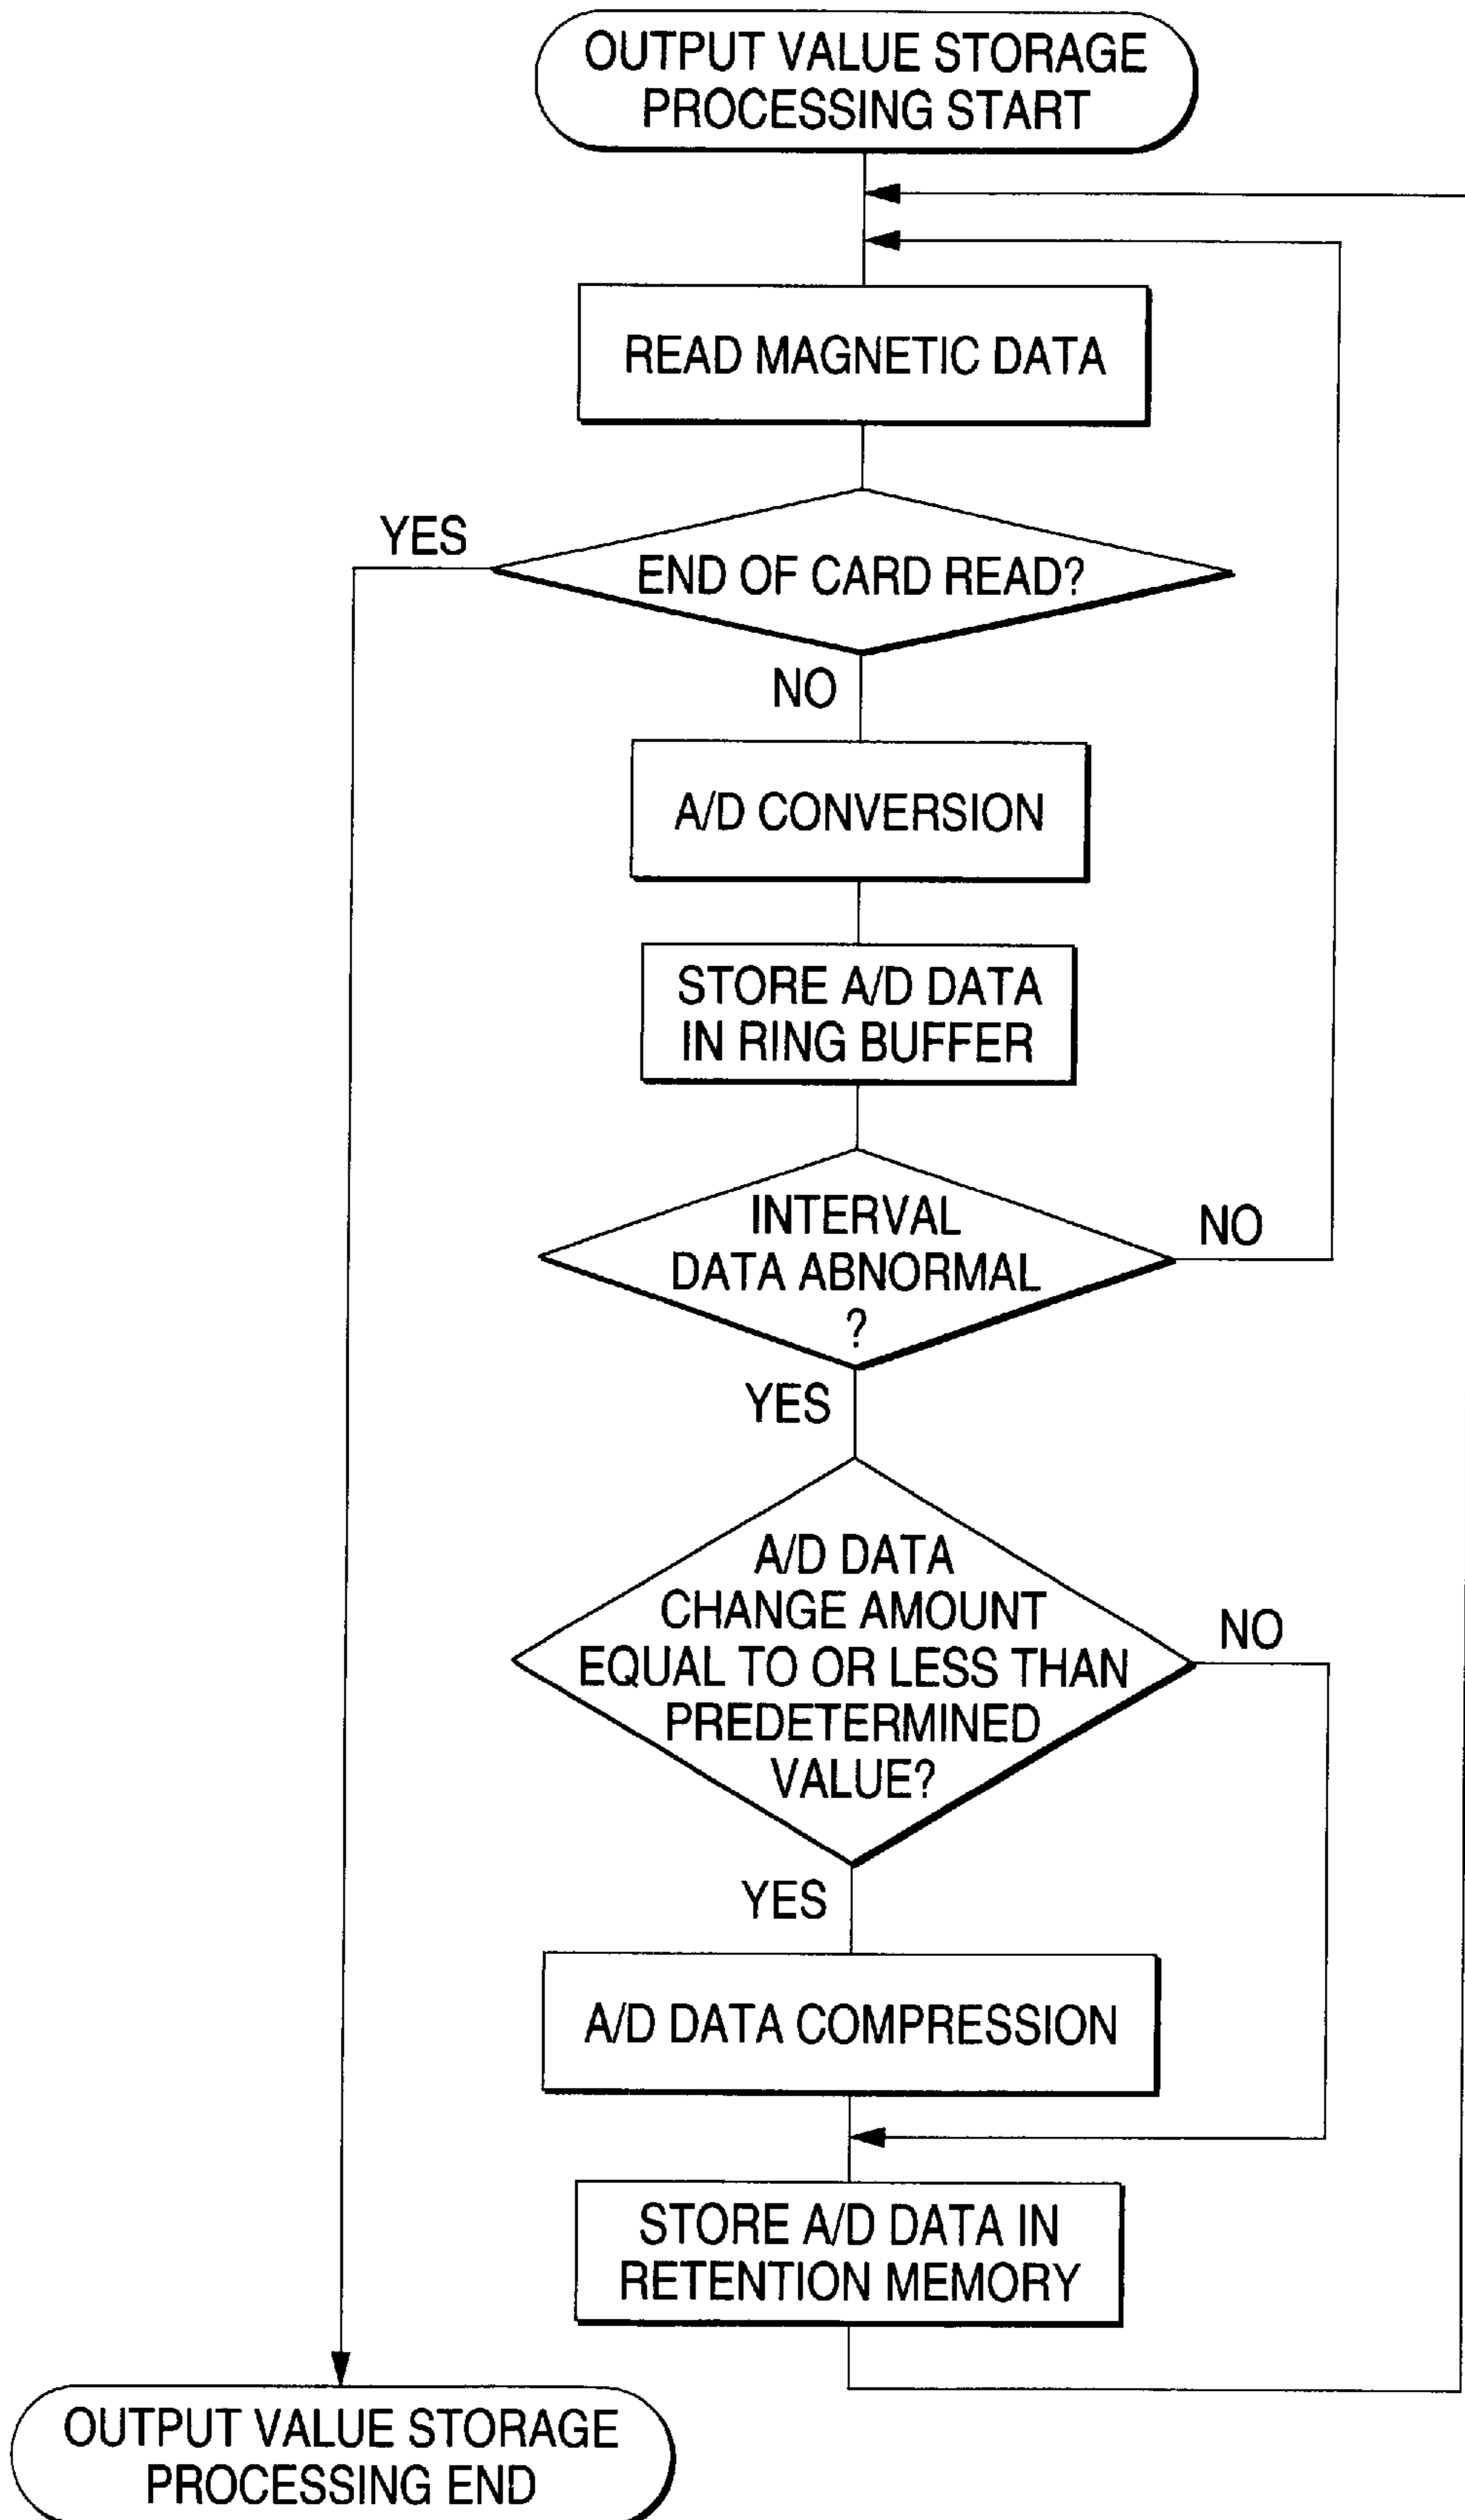 OUTPUT VALUE STORAGE
PROCESSING START
READ MAGNETIC DATA
YES
END OF CARD READ?
NO
A/D CONVERSION
STORE A/D DATA
IN RING BUFFER
INTERVAL
DATA ABNORMAL
?
NO
YES
A/D DATA
CHANGE AMOUNT
EQUAL TO OR LESS THAN
PREDETERMINED
VALUE?
NO
YES
A/D DATA COMPRESSION
STORE A/D DATA IN
RETENTION MEMORY
OUTPUT VALUE STORAGE
PROCESSING END